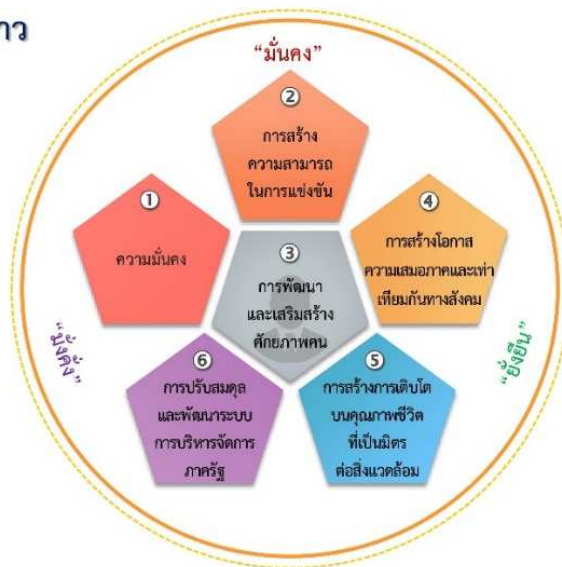 าว
“มั่นคง”
②
การสร้าง
ความสามารถ
ในการแข่งขัน
①
ความมั่นคง
④
การสร้างโอกาส
ความเสมอภาคและเท่า
เทียมกันทางสังคม
③
การพัฒนา
และเสริมสร้าง
ศักยภาพคน
“มั่งคั่ง”
“ยั่งยืน”
⑥
การปรับสมดุล
และพัฒนาระบบ
การบริหารจัดการ
ภาครัฐ
⑤
การสร้างการเติบโต
บนคุณภาพชีวิต
ที่เป็นมิตร
ต่อสิ่งแวดล้อม